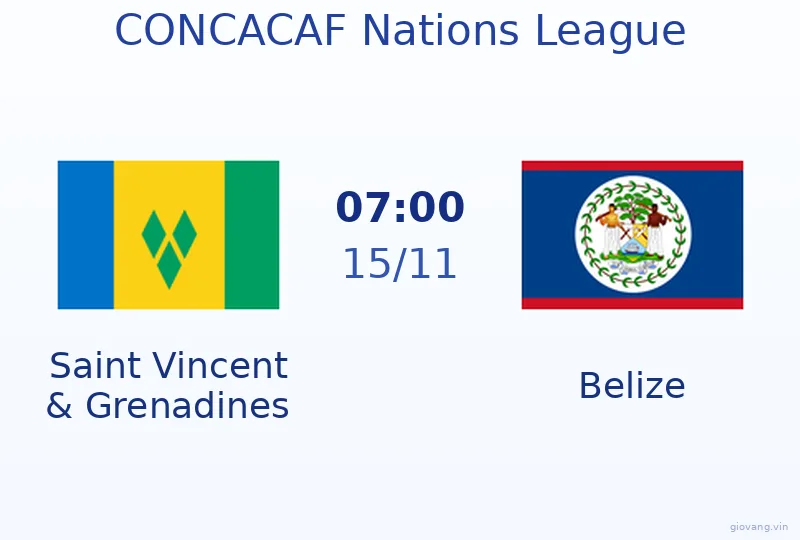 CONCACAF Nations League
07:00
15/11
Saint Vincent
& Grenadines
Belize
giovang.vin